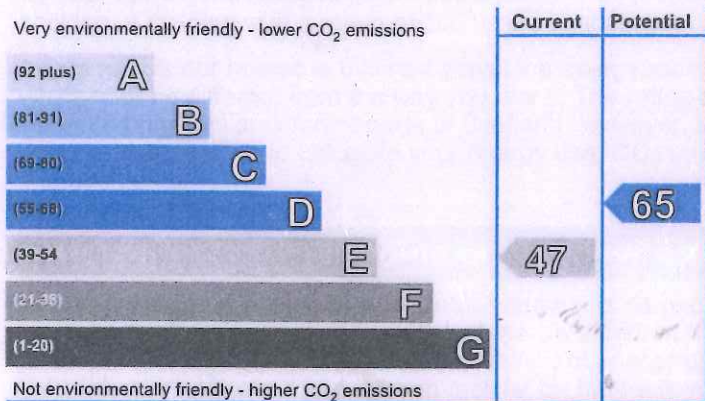 Very environmentally friendly - lower CO2 emissions
Current
Potential
(92 plus) A
(81-91) B
(69-80) C
(55-68) D
65
(39-54 E
47
(21-38) F
(1-20) G
Not environmentally friendly - higher CO2 emissions